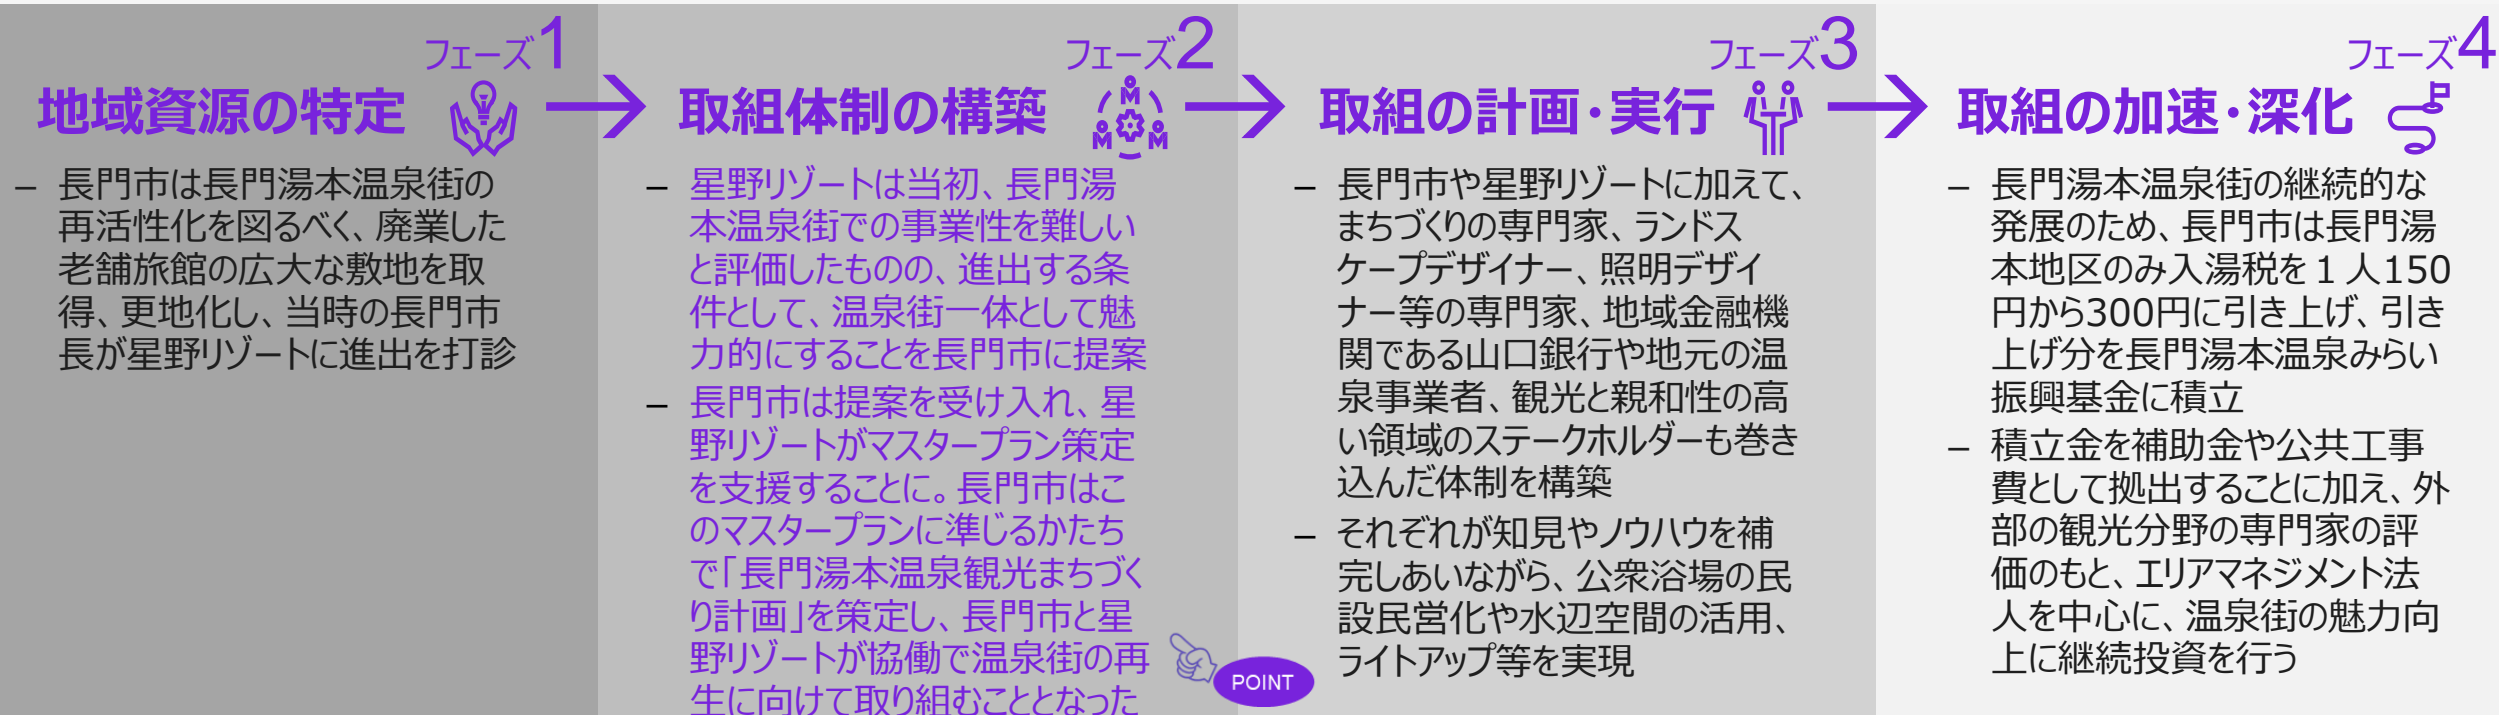 フェーズ1
地域資源の特定
– 長門市は長門湯本温泉街の
再活性化を図るべく、廃業した
老舗旅館の広大な敷地を取
得、更地化し、当時の長門市
長が星野リゾートに進出を打診
フェーズ2
取組体制の構築
– 星野リゾートは当初、長門湯
本温泉街での事業性を難しい
と評価したものの、進出する条
件として、温泉街一体として魅
力的にすることを長門市に提案
– 長門市は提案を受け入れ、星
野リゾートがマスタープラン策定
を支援することに。長門市はこ
のマスタープランに準じるかたち
で「長門湯本温泉観光まちづく
り計画」を策定し、長門市と星
野リゾートが協働で温泉街の再
生に向けて取り組むこととなった
POINT
フェーズ3
取組の計画・実行
– 長門市や星野リゾートに加えて、
まちづくりの専門家、ランドス
ケープデザイナー、照明デザイ
ナー等の専門家、地域金融機
関である山口銀行や地元の温
泉事業者、観光と親和性の高
い領域のステークホルダーも巻き
込んだ体制を構築
– それぞれが知見やノウハウを補
完しあいながら、公衆浴場の民
設民営化や水辺空間の活用、
ライトアップ等を実現
フェーズ4
取組の加速・深化
– 長門湯本温泉街の継続的な
発展のため、長門市は長門湯
本地区のみ入湯税を１人150
円から300円に引き上げ、引き
上げ分を長門湯本温泉みらい
振興基金に積立
– 積立金を補助金や公共工事
費として拠出することに加え、外
部の観光分野の専門家の評
価のもと、エリアマネジメント法
人を中心に、温泉街の魅力向
上に継続投資を行う